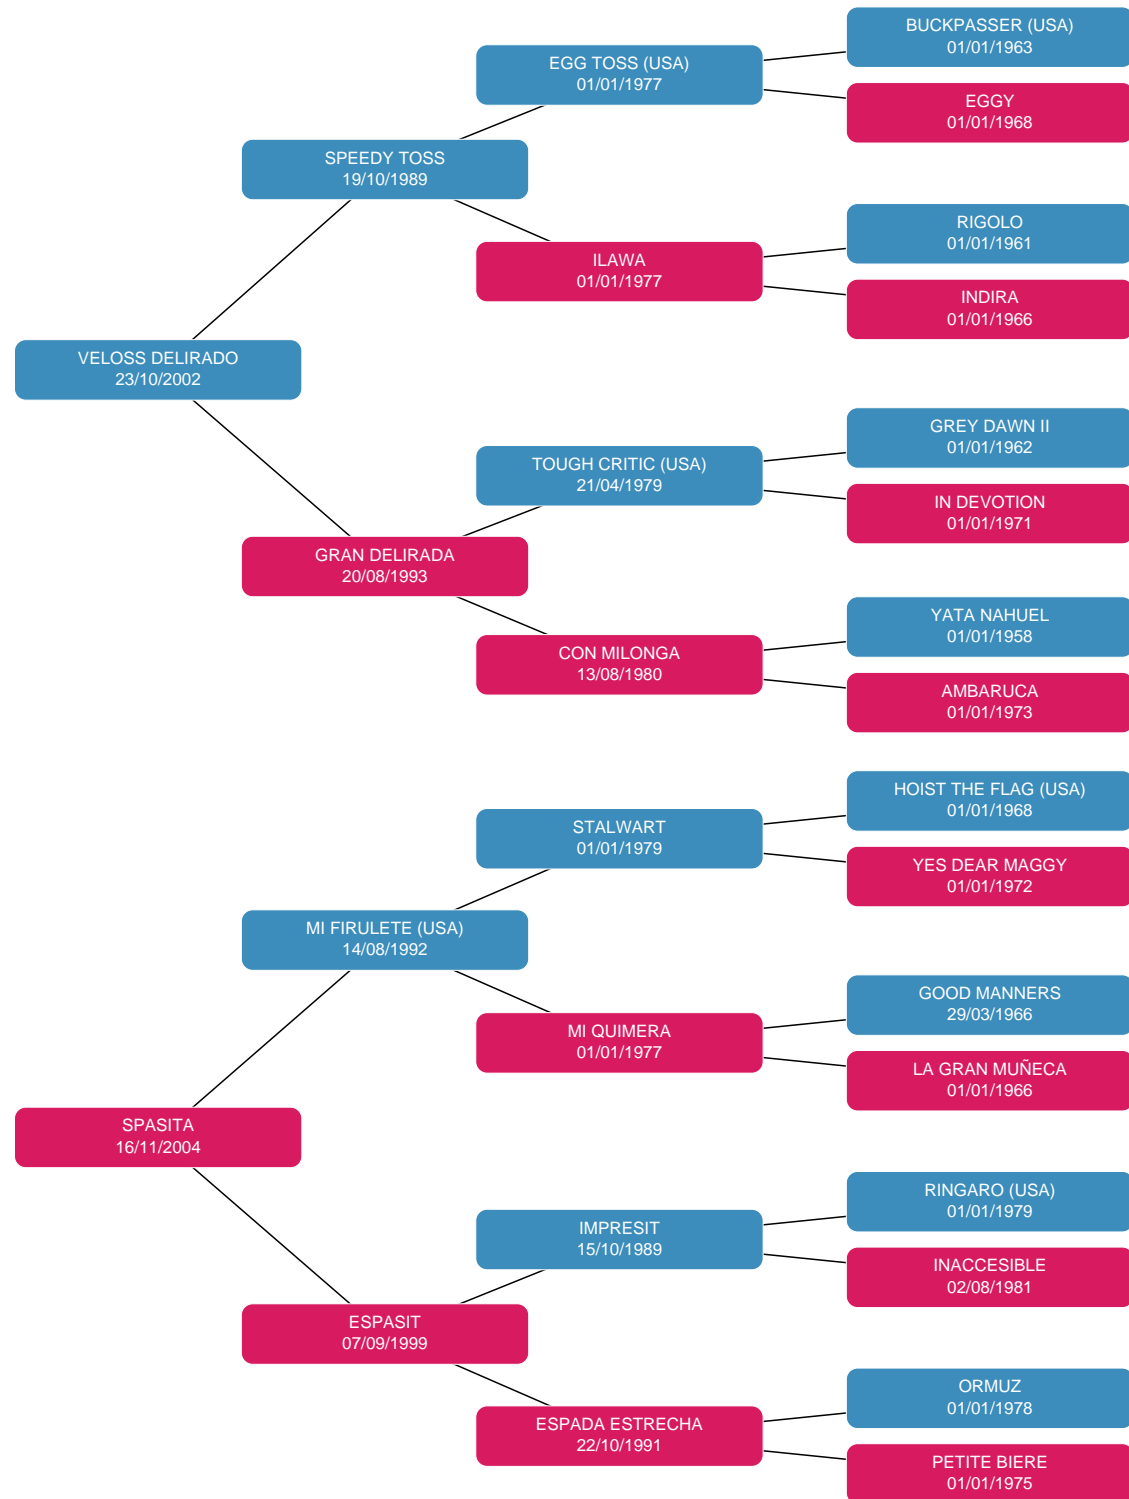 BUCKPASSER (USA)
01/01/1963
EGG TOSS (USA)
01/01/1977
EGGY
01/01/1968
SPEEDY TOSS
19/10/1989
RIGOLO
01/01/1961
ILAWA
01/01/1977
INDIRA
01/01/1966
VELOSS DELIRADO
23/10/2002
GREY DAWN II
01/01/1962
TOUGH CRITIC (USA)
21/04/1979
IN DEVOTION
01/01/1971
GRAN DELIRADA
20/08/1993
YATA NAHUEL
01/01/1958
CON MILONGA
13/08/1980
AMBARUCA
01/01/1973
HOIST THE FLAG (USA)
01/01/1968
STALWART
01/01/1979
YES DEAR MAGGY
01/01/1972
MI FIRULETE (USA)
14/08/1992
GOOD MANNERS
29/03/1966
MI QUIMERA
01/01/1977
LA GRAN MUÑECA
01/01/1966
SPASITA
16/11/2004
RINGARO (USA)
01/01/1979
IMPRESIT
15/10/1989
INACCESIBLE
02/08/1981
ESPASIT
07/09/1999
ORMUZ
01/01/1978
ESPADA ESTRECHA
22/10/1991
PETITE BIERE
01/01/1975